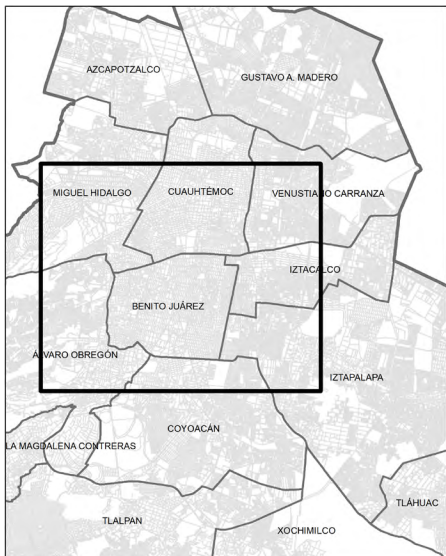 AZCAPOTZALCO
GUSTAVO A. MADERO
MIGUEL HIDALGO
CUAUHTÉMOC
VENUSTIANO CARRANZA
IZTACALCO
BENITO JUÁREZ
ÁLVARO OBREGÓN
IZTAPALAPA
COYOACÁN
LA MAGDALENA CONTRERAS
TLÁHUAC
TLALPAN
XOCHIMILCO